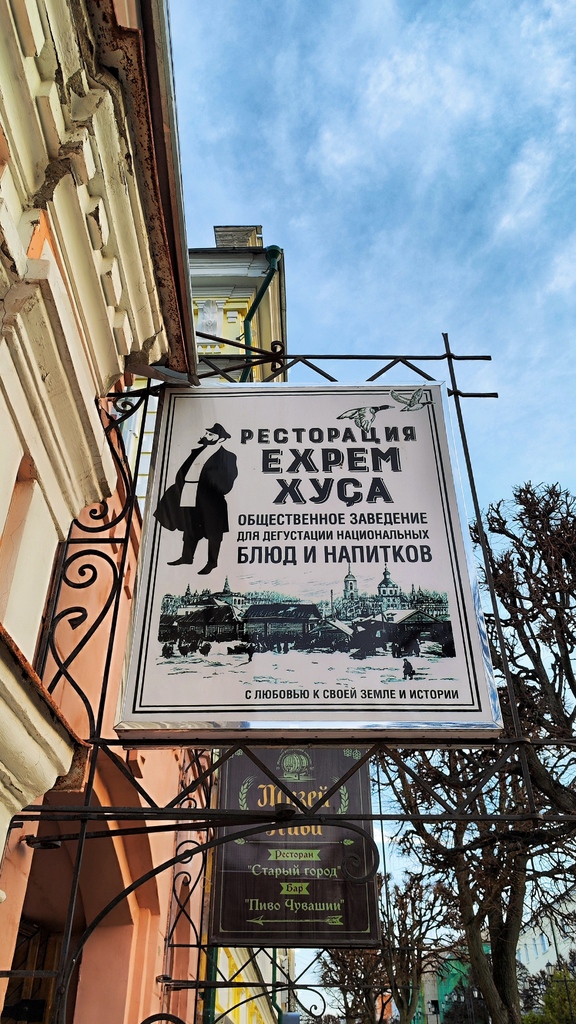 РЕСТОРАЦИЯ
ЕХРЕМ
ХУҪА
ОБЩЕСТВЕННОЕ ЗАВЕДЕНИЕ
ДЛЯ ДЕГУСТАЦИИ НАЦИОНАЛЬНЫХ
БЛЮД И НАПИТКОВ
С ЛЮБОВЬЮ К СВОЕЙ ЗЕМЛЕ И ИСТОРИИ
Музей
Пива
Ресторан
"Старый город"
Бар
"Пиво Чувашии"